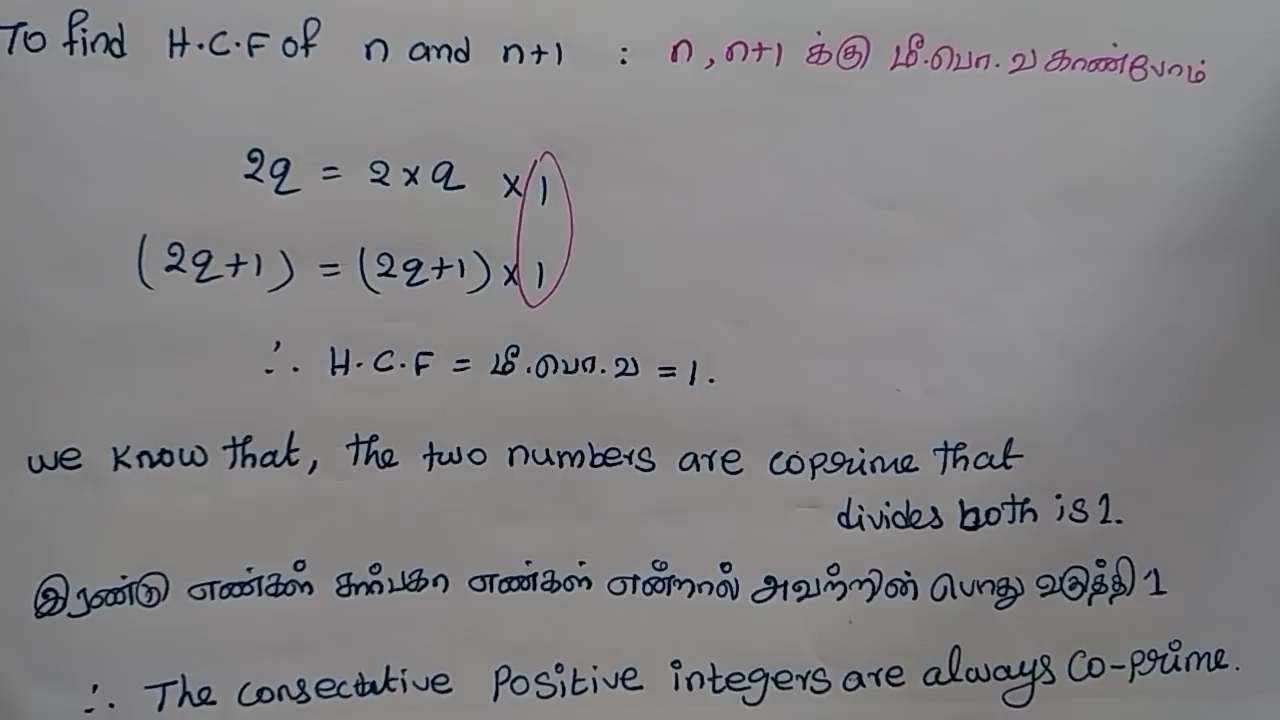 To find H.C.F of n and n+1 : n, n+1 க்கு மீ.பொ.வ காண்போம்
2q = 2 × q × 1
(2q+1) = (2q+1) × 1
∴ H.C.F = மீ.பொ.வ = 1.
we know that, the two numbers are coprime that
divides both is 1.
இரண்டு எண்கள் சார்பகா எண்கள் என்றால் அவற்றின் பொது வகுத்தி 1
∴ The consectative Positive integers are always Co-prime.